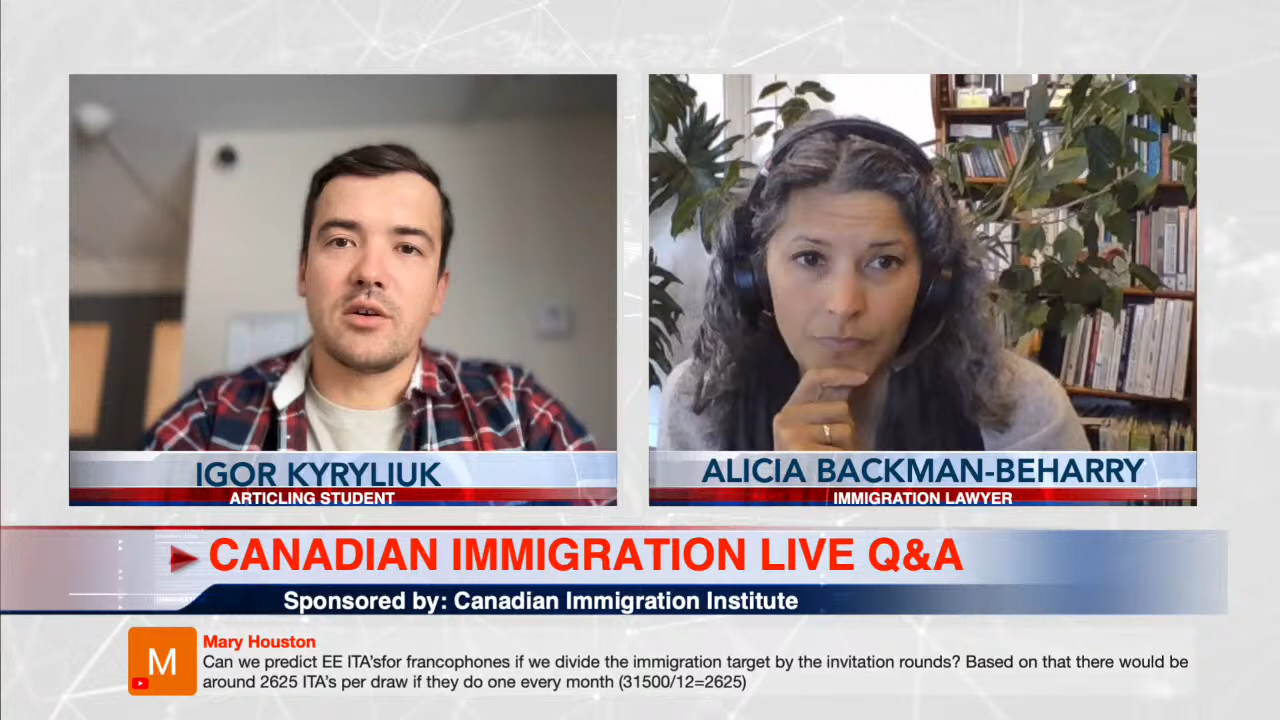 IGOR KYRYLIUK
ARTICLING STUDENT
ALICIA BACKMAN-BEHARRY
IMMIGRATION LAWYER
CANADIAN IMMIGRATION LIVE Q&A
Sponsored by: Canadian Immigration Institute
M
Mary Houston
Can we predict EE ITA'sfor francophones if we divide the immigration target by the invitation rounds? Based on that there would be
around 2625 ITA's per draw if they do one every month (31500/12=2625)